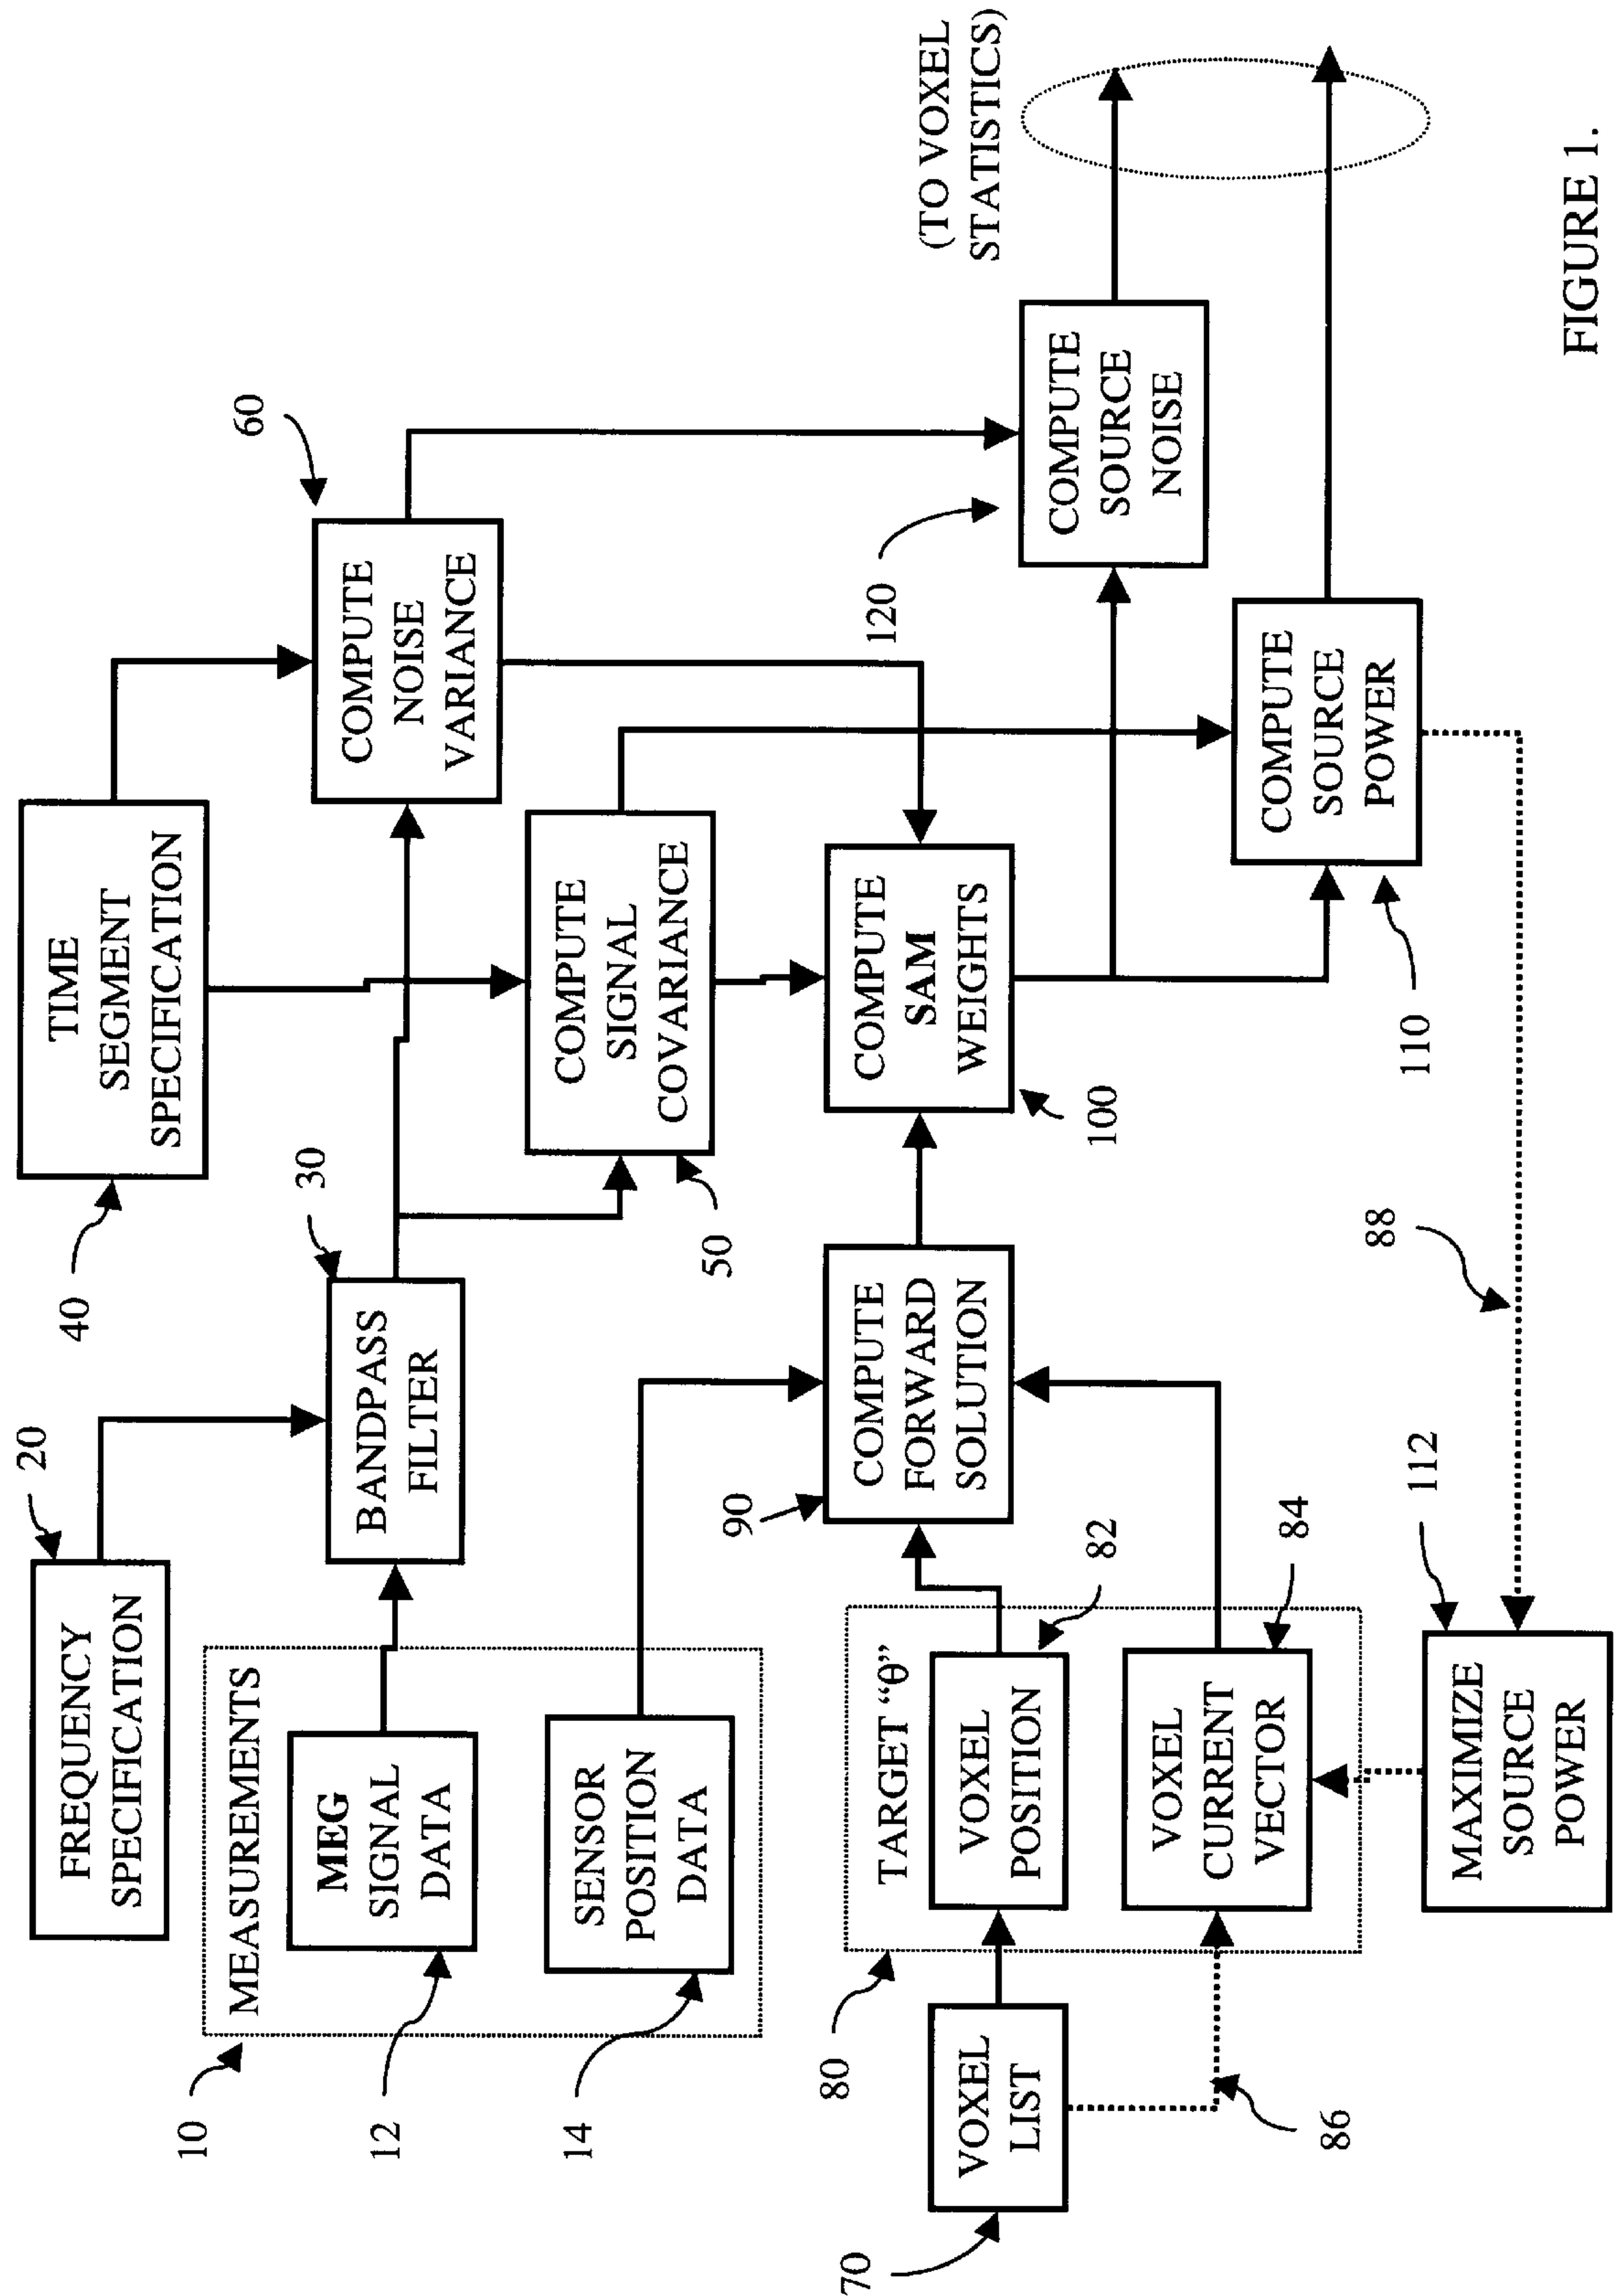 20
FREQUENCY
SPECIFICATION
40
TIME
SEGMENT
SPECIFICATION
10
MEASUREMENTS
12
MEG
SIGNAL
DATA
30
BANDPASS
FILTER
60
COMPUTE
NOISE
VARIANCE
14
SENSOR
POSITION
DATA
50
COMPUTE
SIGNAL
COVARIANCE
(TO VOXEL
STATISTICS)
70
VOXEL
LIST
80
TARGET “θ”
VOXEL
POSITION
82
90
COMPUTE
FORWARD
SOLUTION
100
COMPUTE
SAM
WEIGHTS
120
COMPUTE
SOURCE
NOISE
86
VOXEL
CURRENT
VECTOR
84
110
COMPUTE
SOURCE
POWER
88
112
MAXIMIZE
SOURCE
POWER
FIGURE 1.